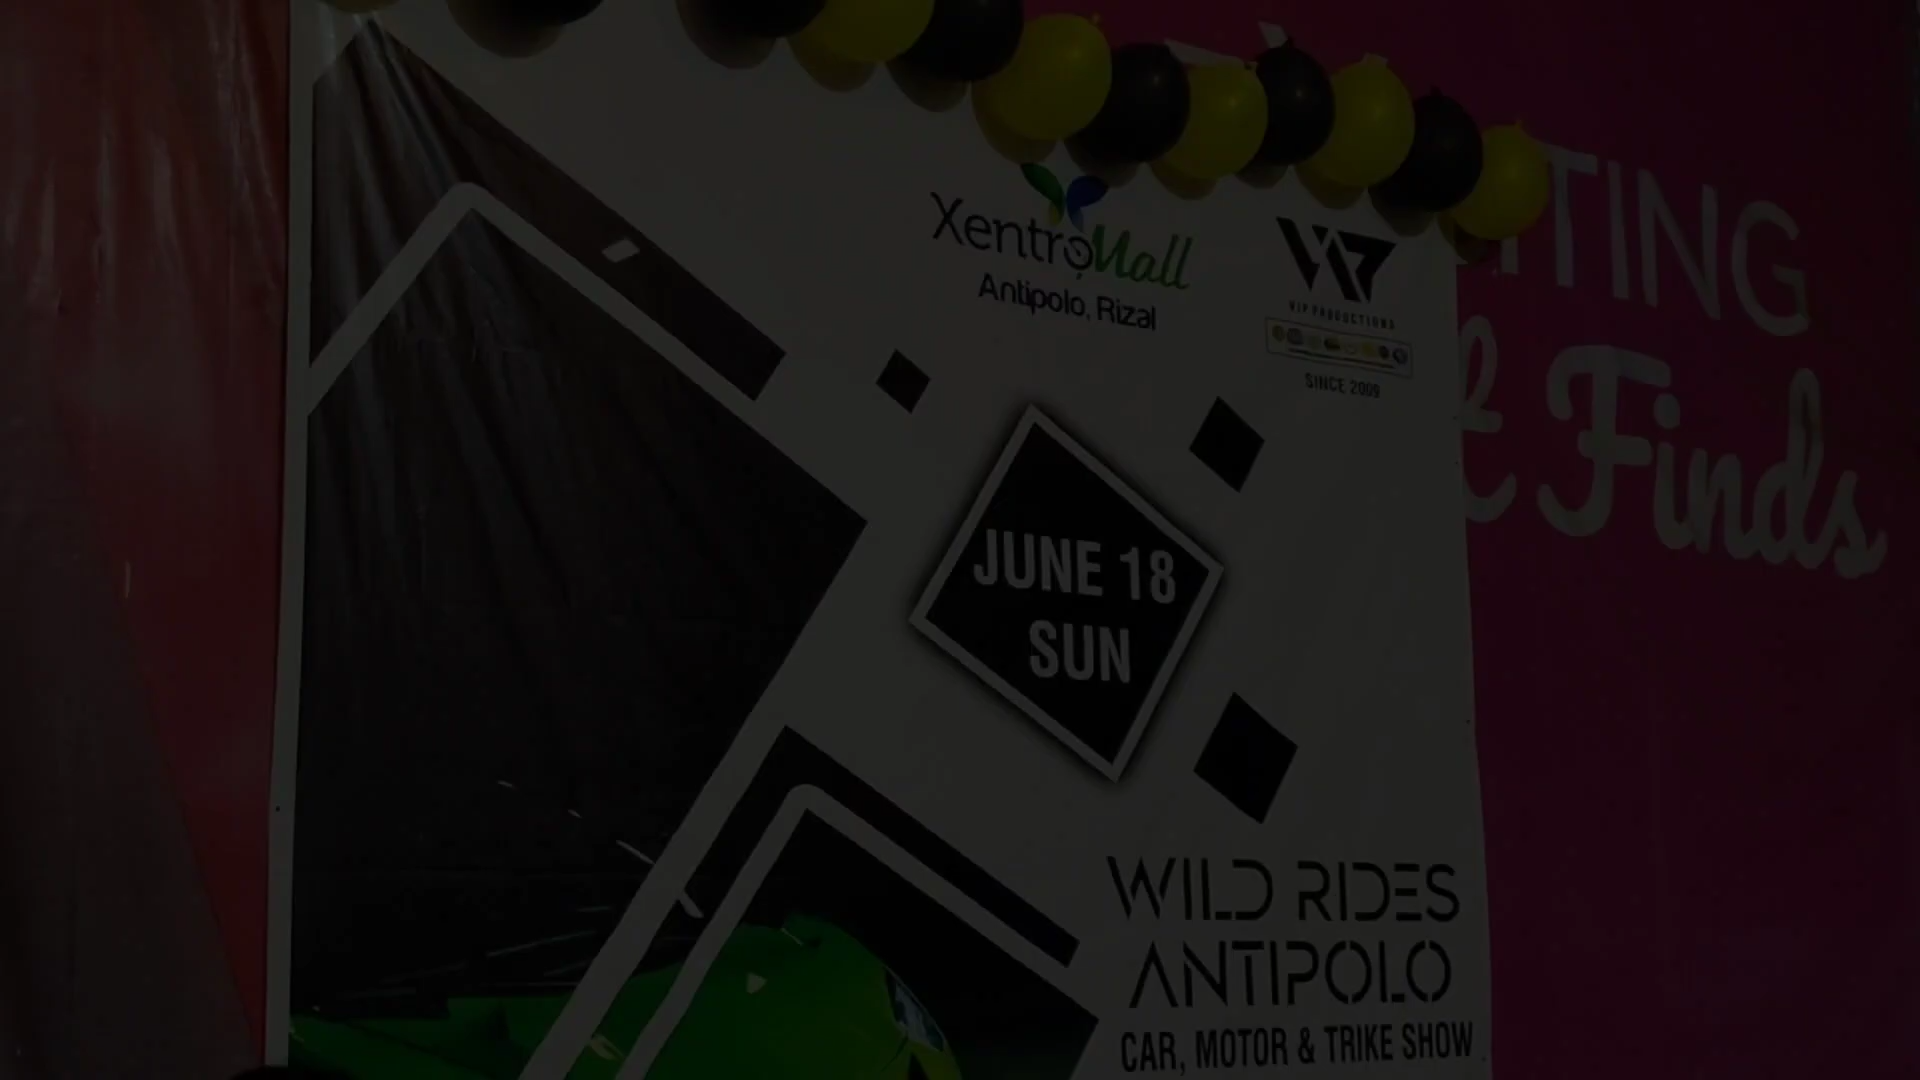 XentroMall
Antipolo, Rizal
VIP PRODUCTIONS
SINCE 2009
JUNE 18
SUN
WILD RIDES
ANTIPOLO
CAR, MOTOR & TRIKE SHOW
TING
& Finds